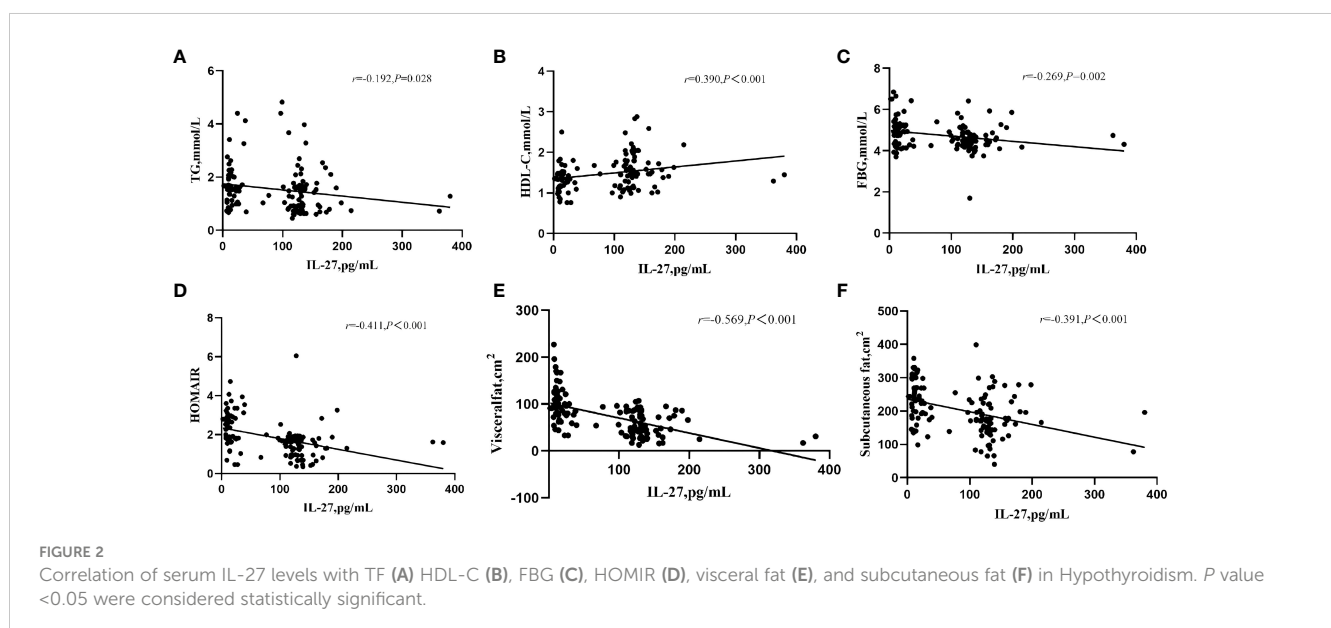 A
r=-0.192,P=0.028
TG,mmol/L
6
4
2
0
0 100 200 300 400
IL-27,pg/mL
B
r=0.390,P<0.001
HDL-C,mmol/L
4
3
2
1
0
0 100 200 300 400
IL-27,pg/mL
C
r=-0.269,P=0.002
FBG,mmol/L
8
6
4
2
0
0 100 200 300 400
IL-27,pg/mL
D
r=-0.411,P<0.001
HOMAIR
8
6
4
2
0
0 100 200 300 400
IL-27,pg/mL
E
r=-0.569,P<0.001
Visceralfat,cm²
300
200
100
0
-100
100 200 300 400
IL-27,pg/mL
F
r=-0.391,P<0.001
Subcutaneous fat,cm²
500
400
300
200
100
0
0 100 200 300 400
IL-27,pg/mL
FIGURE 2
Correlation of serum IL-27 levels with TF (A) HDL-C (B), FBG (C), HOMIR (D), visceral fat (E), and subcutaneous fat (F) in Hypothyroidism. P value
<0.05 were considered statistically significant.